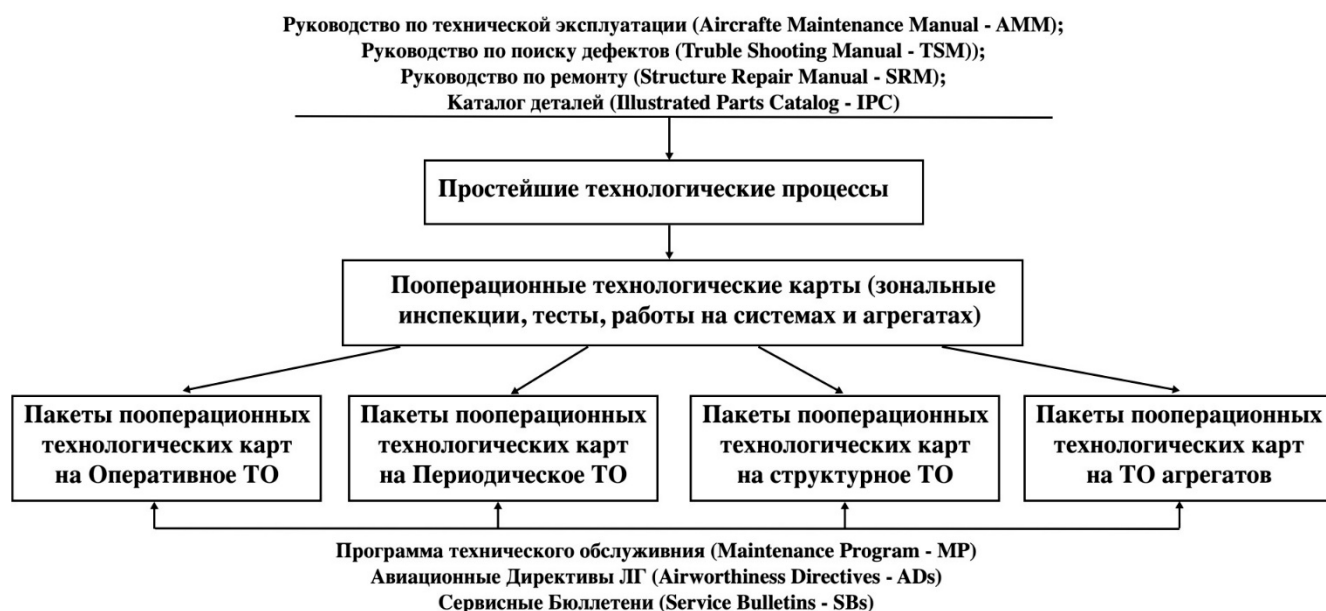 Руководство по технической эксплуатации (Aircrafte Maintenance Manual - AMM);
Руководство по поиску дефектов (Truble Shooting Manual - TSM));
Руководство по ремонту (Structure Repair Manual - SRM);
Каталог деталей (Illustrated Parts Catalog - IPC)
Простейшие технологические процессы
Пооперационные технологические карты (зональные
инспекции, тесты, работы на системах и агрегатах)
Пакеты пооперационных
технологических карт
на Оперативное ТО
Пакеты пооперационных
технологических карт
на Периодическое ТО
Пакеты пооперационных
технологических карт
на структурное ТО
Пакеты пооперационных
технологических карт
на ТО агрегатов
Программа технического обслуживния (Maintenance Program - MP)
Авиационные Директивы ЛГ (Airworthiness Directives - ADs)
Сервисные Бюллетени (Service Bulletins - SBs)